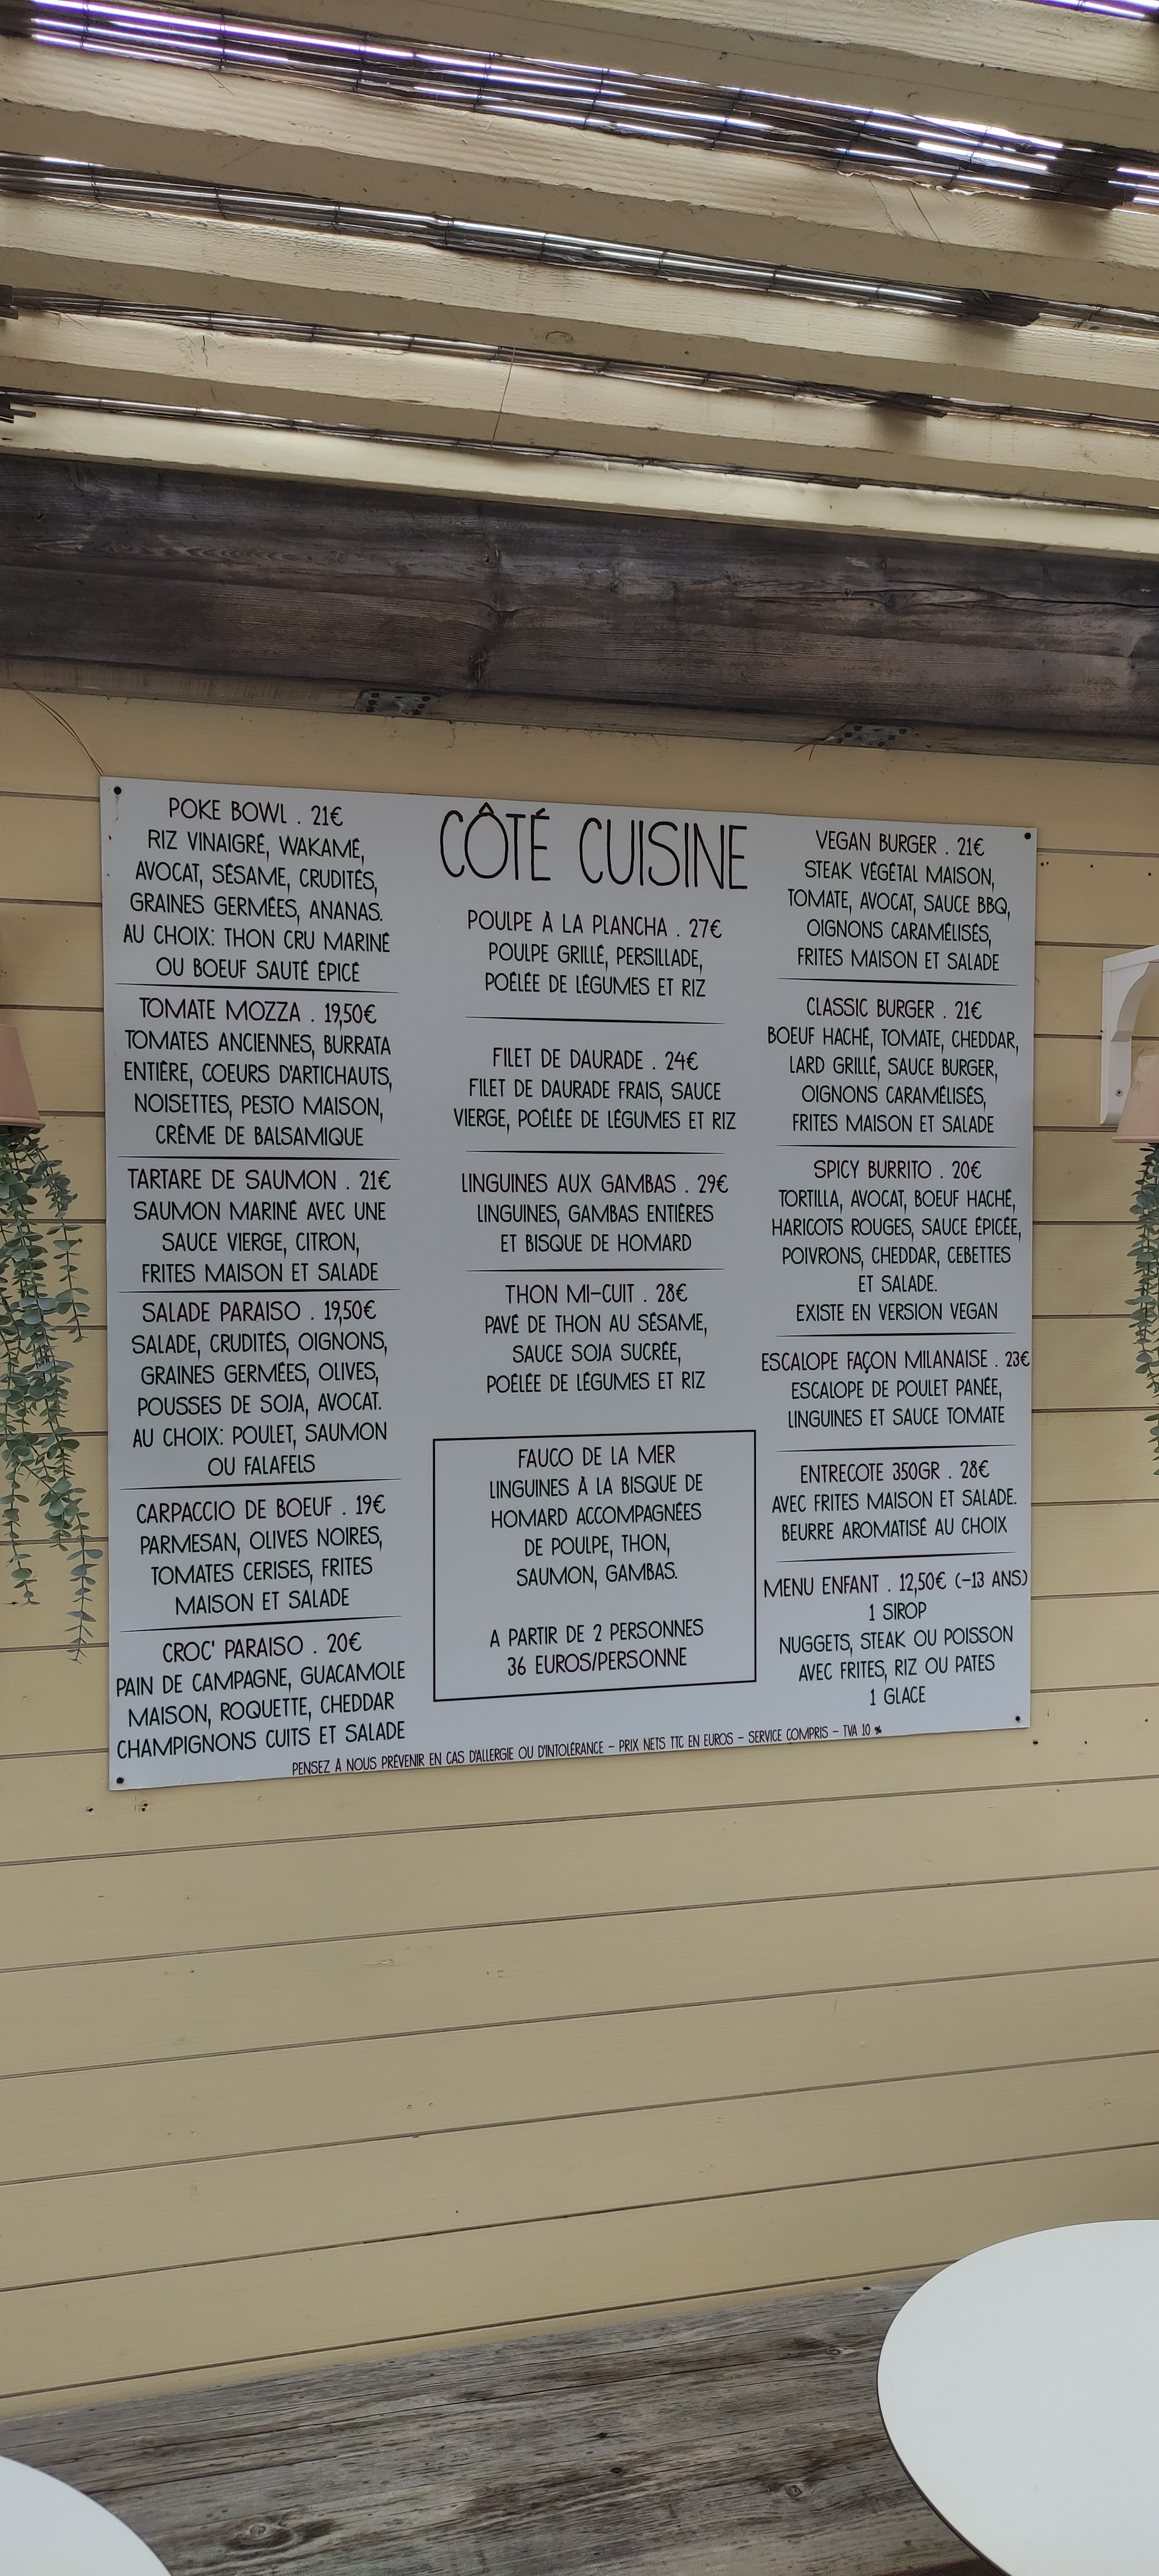 POKE BOWL . 21€
RIZ VINAIGRÉ, WAKAMÉ,
AVOCAT, SÉSAME, CRUDITÉS,
GRAINES GERMÉES, ANANAS.
AU CHOIX: THON CRU MARINÉ
OU BOEUF SAUTÉ ÉPICÉ
TOMATE MOZZA . 19,50€
TOMATES ANCIENNES, BURRATA
ENTIÈRE, COEURS D'ARTICHAUTS,
NOISETTES, PESTO MAISON,
CRÈME DE BALSAMIQUE
TARTARE DE SAUMON . 21€
SAUMON MARINÉ AVEC UNE
SAUCE VIERGE, CITRON,
FRITES MAISON ET SALADE
SALADE PARAISO . 19,50€
SALADE, CRUDITÉS, OIGNONS,
GRAINES GERMÉES, OLIVES,
POUSSES DE SOJA, AVOCAT.
AU CHOIX: POULET, SAUMON
OU FALAFELS
CARPACCIO DE BOEUF . 19€
PARMESAN, OLIVES NOIRES,
TOMATES CERISES, FRITES
MAISON ET SALADE
CROC' PARAISO . 20€
PAIN DE CAMPAGNE, GUACAMOLE
MAISON, ROQUETTE, CHEDDAR
CHAMPIGNONS CUITS ET SALADE
CÔTÉ CUISINE
POULPE À LA PLANCHA . 27€
POULPE GRILLÉ, PERSILLADE,
POÊLÉE DE LÉGUMES ET RIZ
FILET DE DAURADE . 24€
FILET DE DAURADE FRAIS, SAUCE
VIERGE, POÊLÉE DE LÉGUMES ET RIZ
LINGUINES AUX GAMBAS . 29€
LINGUINES, GAMBAS ENTIÈRES
ET BISQUE DE HOMARD
THON MI-CUIT . 28€
PAVÉ DE THON AU SÉSAME,
SAUCE SOJA SUCRÉE,
POÊLÉE DE LÉGUMES ET RIZ
FAUCO DE LA MER
LINGUINES À LA BISQUE DE
HOMARD ACCOMPAGNÉES
DE POULPE, THON,
SAUMON, GAMBAS.
A PARTIR DE 2 PERSONNES
36 EUROS/PERSONNE
VEGAN BURGER . 21€
STEAK VÉGÉTAL MAISON,
TOMATE, AVOCAT, SAUCE BBQ,
OIGNONS CARAMÉLISÉS,
FRITES MAISON ET SALADE
CLASSIC BURGER . 21€
BOEUF HACHÉ, TOMATE, CHEDDAR,
LARD GRILLÉ, SAUCE BURGER,
OIGNONS CARAMÉLISÉS,
FRITES MAISON ET SALADE
SPICY BURRITO . 20€
TORTILLA, AVOCAT, BOEUF HACHÉ,
HARICOTS ROUGES, SAUCE ÉPICÉE,
POIVRONS, CHEDDAR, CEBETTES
ET SALADE.
EXISTE EN VERSION VEGAN
ESCALOPE FAÇON MILANAISE . 23€
ESCALOPE DE POULET PANÉE,
LINGUINES ET SAUCE TOMATE
ENTRECOTE 350GR . 28€
AVEC FRITES MAISON ET SALADE.
BEURRE AROMATISÉ AU CHOIX
MENU ENFANT . 12,50€ (-13 ANS)
1 SIROP
NUGGETS, STEAK OU POISSON
AVEC FRITES, RIZ OU PATES
1 GLACE
PENSEZ À NOUS PRÉVENIR EN CAS D'ALLERGIE OU D'INTOLÉRANCE - PRIX NETS TTC EN EUROS - SERVICE COMPRIS - TVA 10 %